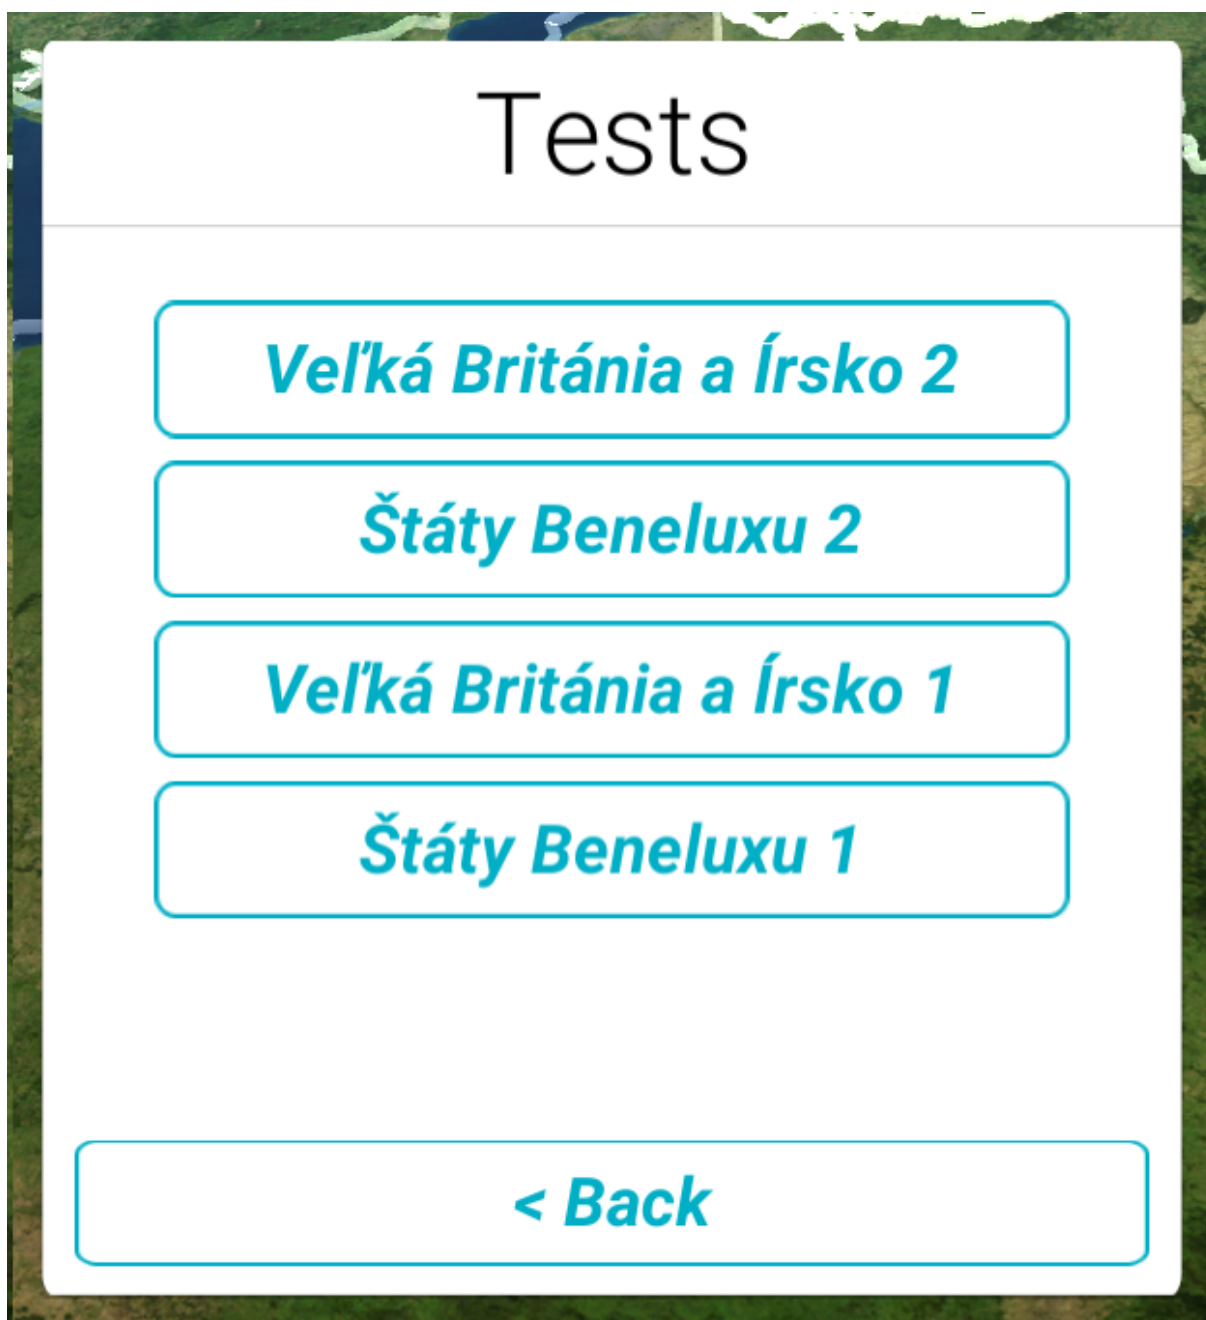 Tests
Veľká Británia a Írsko 2
Štáty Beneluxu 2
Veľká Británia a Írsko 1
Štáty Beneluxu 1
< Back